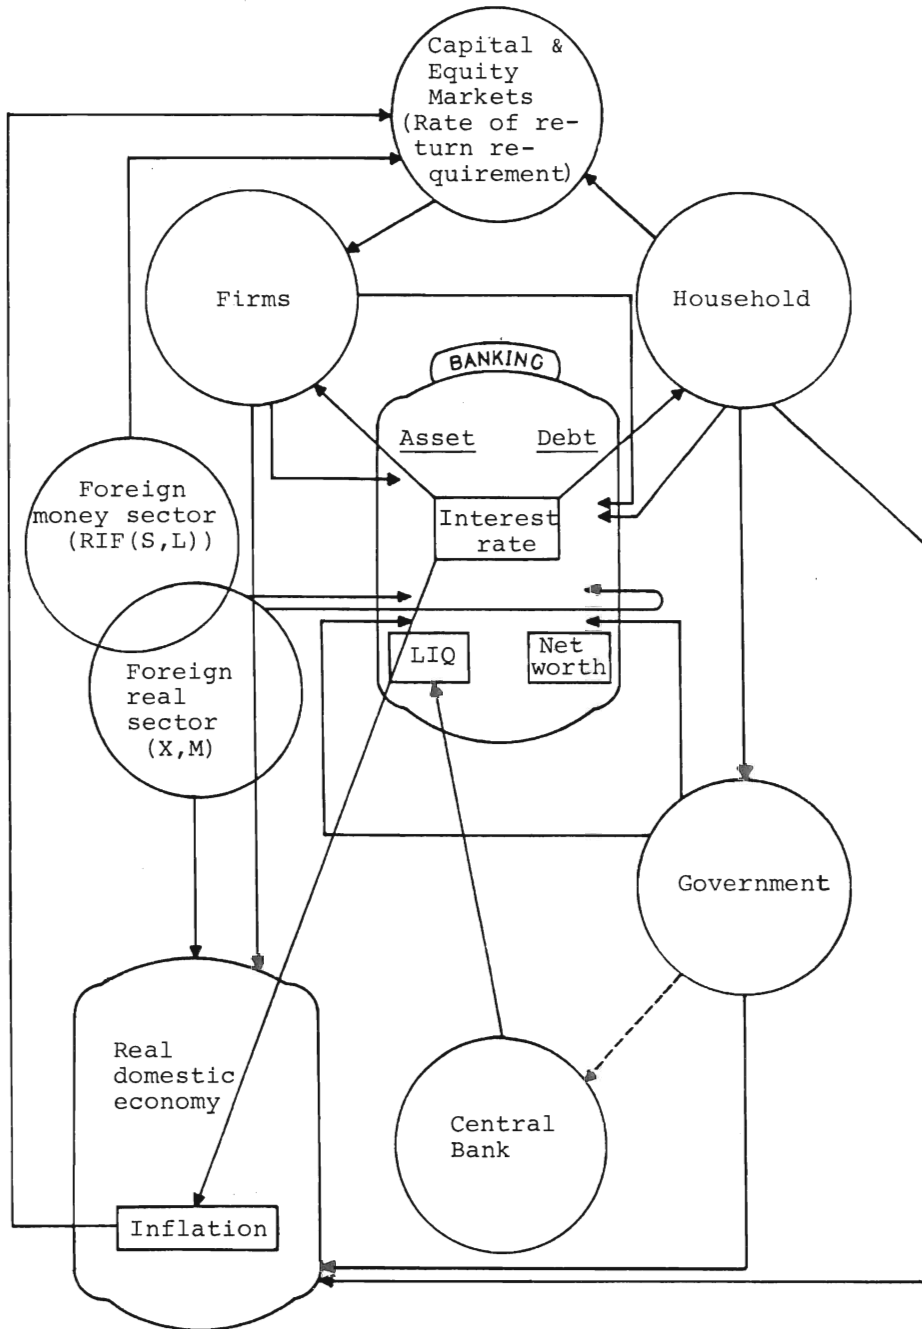 Capital &
Equity
Markets
(Rate of re-
turn re-
quirement)
Firms
Household
BANKING
Asset
Debt
Interest
rate
Foreign
money sector
(RIF(S,L))
LIQ
Net
worth
Foreign
real
sector
(X,M)
Government
Real
domestic
economy
Central
Bank
Inflation